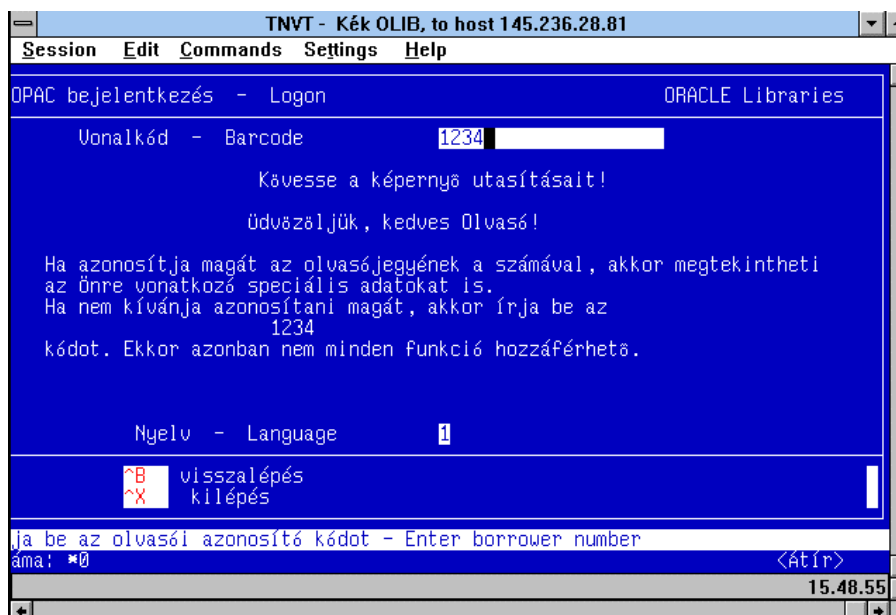 TNVT - Kék OLIB, to host 145.236.28.81
Session Edit Commands Settings Help
OPAC bejelentkezés - Logon ORACLE Libraries
Vonalkód - Barcode 1234
Kövesse a képernyõ utasításait!
üdvözöljük, kedves Olvasó!
Ha azonosítja magát az olvasójegyének a számával, akkor megtekintheti
az Önre vonatkozó speciális adatokat is.
Ha nem kívánja azonosítani magát, akkor írja be az
1234
kódot. Ekkor azonban nem minden funkció hozzáférhetõ.
Nyelv - Language 1
^B visszalépés
^X kilépés
ja be az olvasói azonosító kódot - Enter borrower number
áma: *0 <Átír>
15.48.55